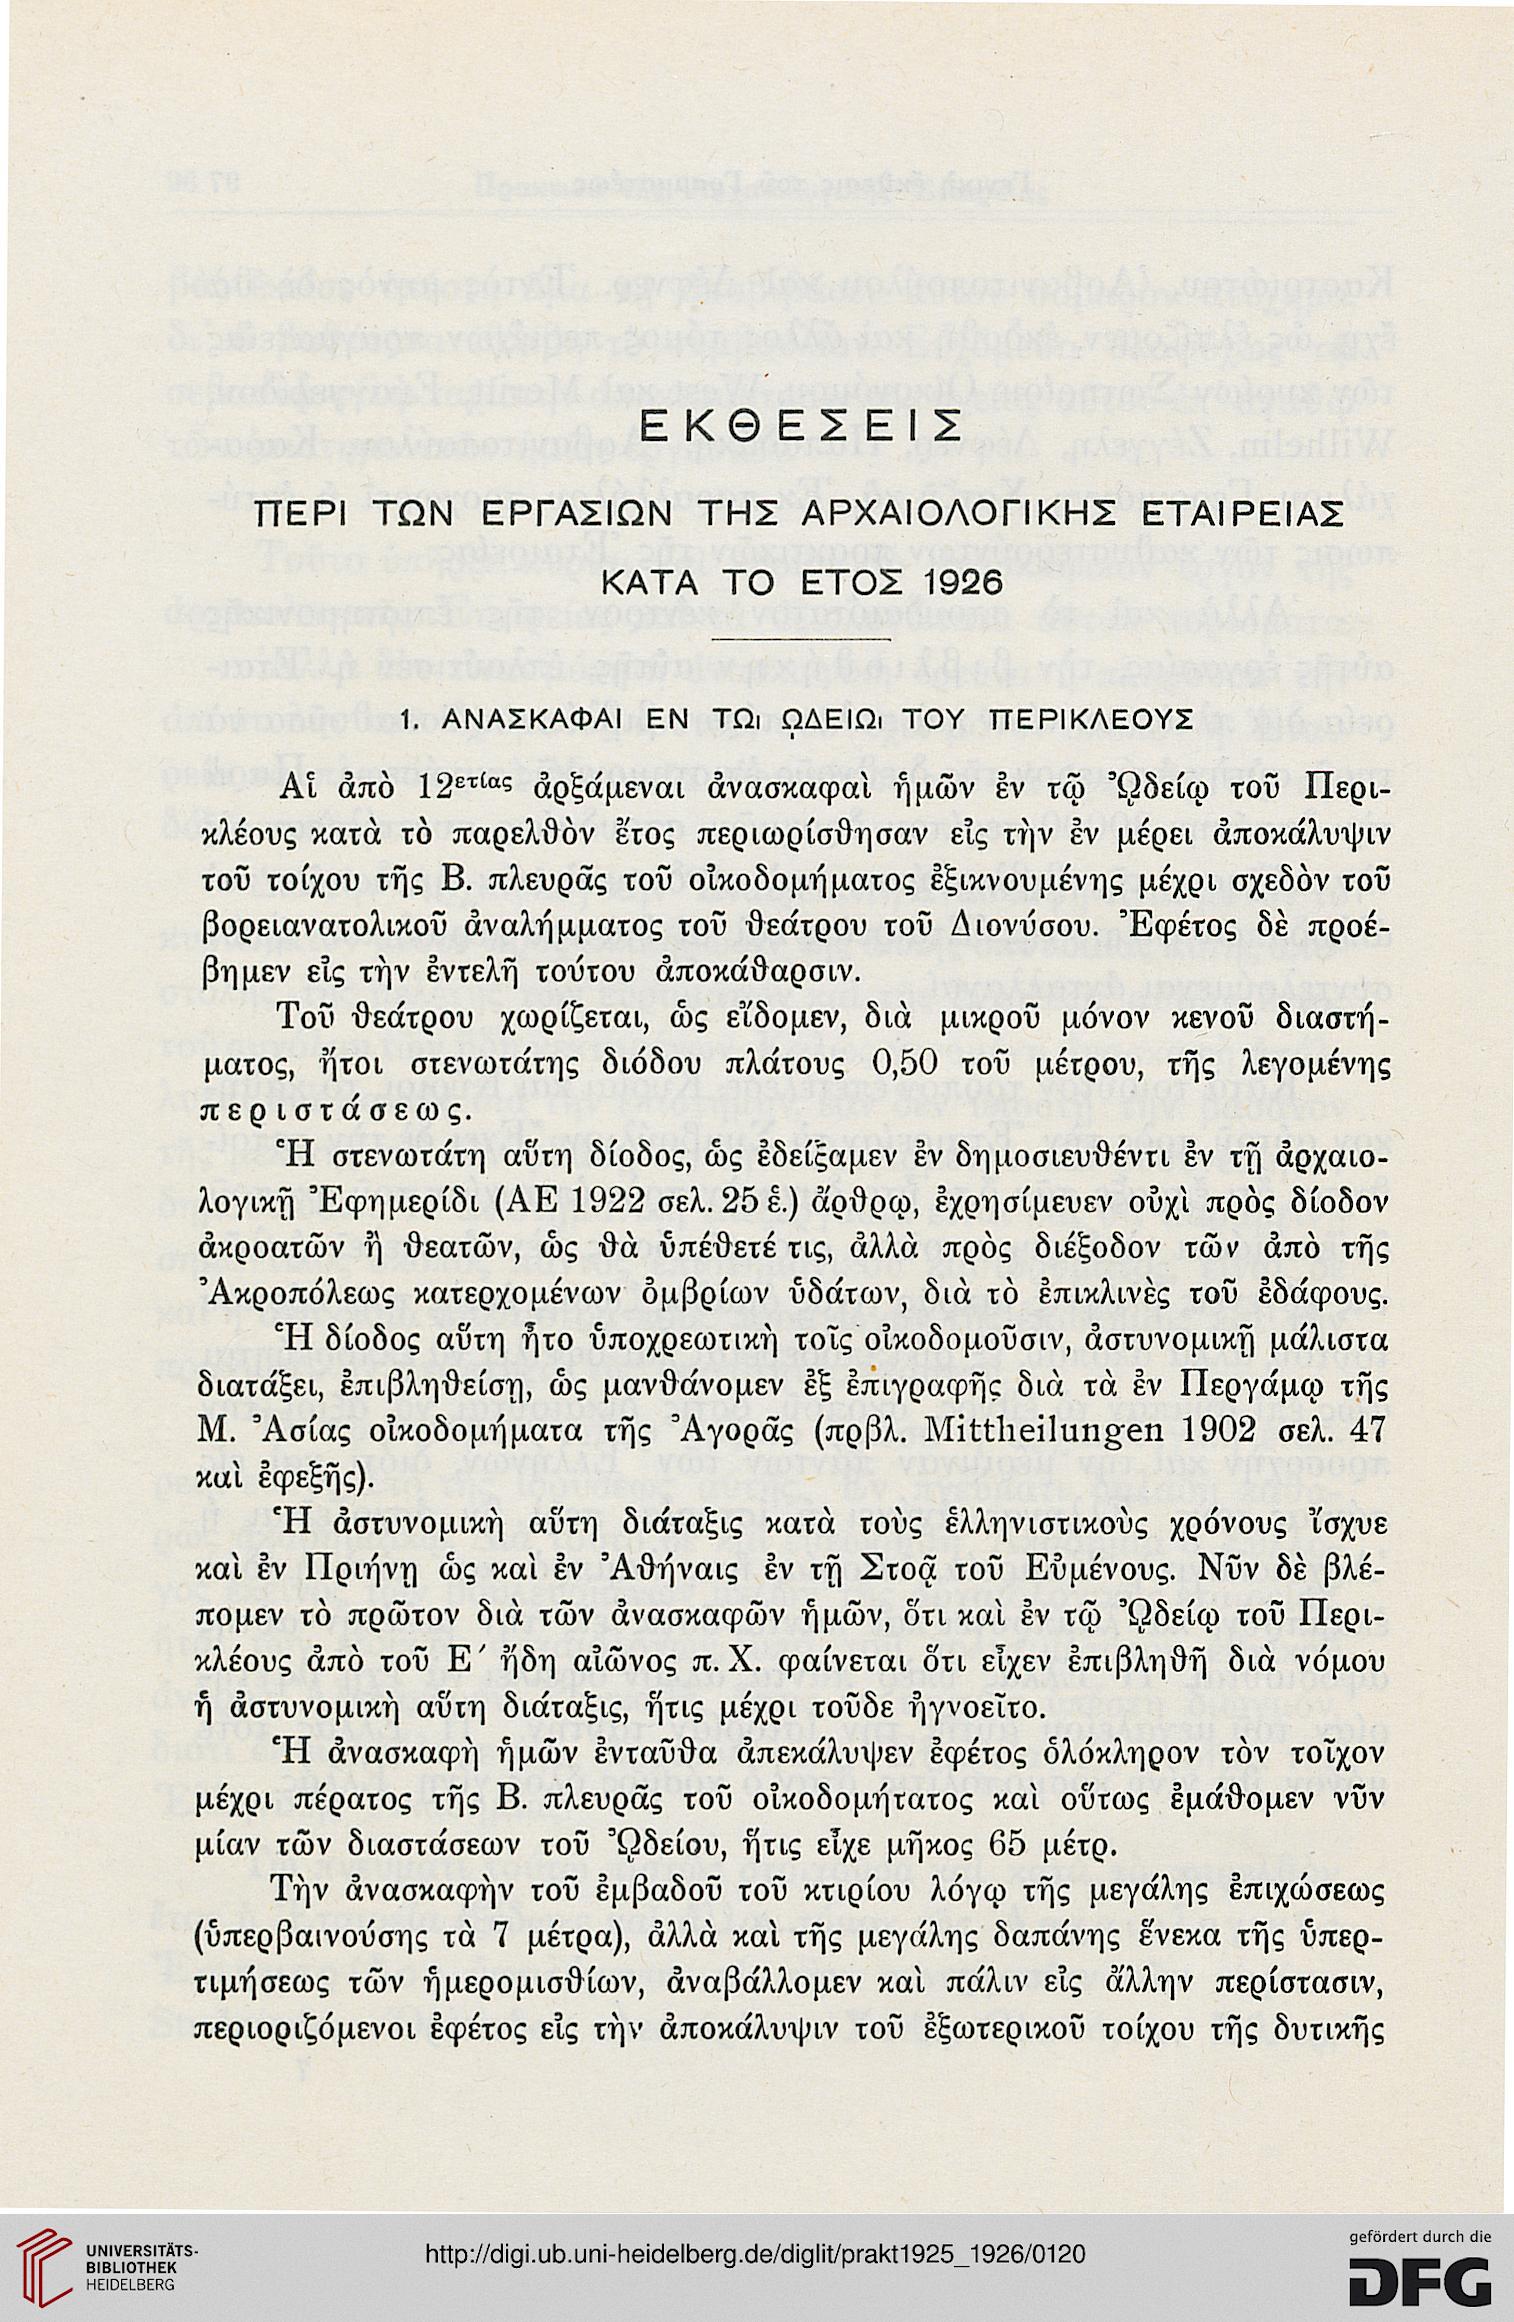 ΕΚΘΕΣΕΙΣ
ΠΕΡΙ ΤΩΝ ΕΡΓΑΣΙΩΝ ΤΗΣ ΑΡΧΑΙΟΛΟΓΙΚΗΣ ΕΤΑΙΡΕΙΑΣ
ΚΑΤΑ ΤΟ ΕΤΟΣ 1926
1. ΑΝΑΣΚΑΦΑΙ ΕΝ ΤΩι ῼΔΕΙΩι ΤΟΥ ΠΕΡΙΚΛΕΟΥΣ
Αἱ ἀπὸ 12ετίας ἀρξάμεναι ἀνασκαφαὶ ἡμῶν ἐν τῷ ᾨδείῳ τοῦ Περι-
κλέους κατὰ τὸ παρελθὸν ἔτος περιωρίσθησαν εἰς τὴν ἐν μέρει ἀποκάλυψιν
τοῦ τοίχου τῆς Β. πλευρᾶς τοῦ οἰκοδομήματος ἐξικνουμένης μέχρι σχεδὸν τοῦ
βορειανατολικοῦ ἀναλήμματος τοῦ θεάτρου τοῦ Διονύσου. Ἐφέτος δὲ προέ-
βημεν εἰς τὴν ἐντελῆ τούτου ἀποκάθαρσιν.
Τοῦ θεάτρου χωρίζεται, ὡς εἴδομεν, διὰ μικροῦ μόνον κενοῦ διαστή-
ματος, ἤτοι στενωτάτης διόδου πλάτους 0,50 τοῦ μέτρου, τῆς λεγομένης
περιστάσεως.
Ἡ στενωτάτη αὕτη δίοδος, ὡς ἐδείξαμεν ἐν δημοσιευθέντι ἐν τῇ ἀρχαιο-
λογικῇ Ἐφημερίδι (ΑΕ 1922 σελ. 25 ἑ.) ἄρθρῳ, ἐχρησίμευεν οὐχὶ πρὸς δίοδον
ἀκροατῶν ἢ θεατῶν, ὡς θὰ ὑπέθετέ τις, ἀλλὰ πρὸς διέξοδον τῶν ἀπὸ τῆς
Ἀκροπόλεως κατερχομένων ὀμβρίων ὑδάτων, διὰ τὸ ἐπικλινὲς τοῦ ἐδάφους.
Ἡ δίοδος αὕτη ἦτο ὑποχρεωτικὴ τοῖς οἰκοδομοῦσιν, ἀστυνομικῇ μάλιστα
διατάξει, ἐπιβληθείσῃ, ὡς μανθάνομεν ἐξ ἐπιγραφῆς διὰ τὰ ἐν Περγάμῳ τῆς
Μ. Ἀσίας οἰκοδομήματα τῆς Ἀγορᾶς (πρβλ. Mittheilungen 1902 σελ. 47
καὶ ἐφεξῆς).
Ἡ ἀστυνομικὴ αὕτη διάταξις κατὰ τοὺς ἑλληνιστικοὺς χρόνους ἴσχυε
καὶ ἐν Πριήνῃ ὡς καὶ ἐν Ἀθήναις ἐν τῇ Στοᾷ τοῦ Εὐμένους. Νῦν δὲ βλέ-
πομεν τὸ πρῶτον διὰ τῶν ἀνασκαφῶν ἡμῶν, ὅτι καὶ ἐν τῷ ᾨδείῳ τοῦ Περι-
κλέους ἀπὸ τοῦ Ε΄ ἤδη αἰῶνος π. Χ. φαίνεται ὅτι εἶχεν ἐπιβληθῆ διὰ νόμου
ἡ ἀστυνομικὴ αὕτη διάταξις, ἥτις μέχρι τοῦδε ἠγνοεῖτο.
Ἡ ἀνασκαφὴ ἡμῶν ἐνταῦθα ἀπεκάλυψεν ἐφέτος ὁλόκληρον τὸν τοῖχον
μέχρι πέρατος τῆς Β. πλευρᾶς τοῦ οἰκοδομήτατος καὶ οὕτως ἐμάθομεν νῦν
μίαν τῶν διαστάσεων τοῦ ᾨδείου, ἥτις εἶχε μῆκος 65 μέτρ.
Τὴν ἀνασκαφὴν τοῦ ἐμβαδοῦ τοῦ κτιρίου λόγῳ τῆς μεγάλης ἐπιχώσεως
(ὑπερβαινούσης τὰ 7 μέτρα), ἀλλὰ καὶ τῆς μεγάλης δαπάνης ἕνεκα τῆς ὑπερ-
τιμήσεως τῶν ἡμερομισθίων, ἀναβάλλομεν καὶ πάλιν εἰς ἄλλην περίστασιν,
περιοριζόμενοι ἐφέτος εἰς τὴν ἀποκάλυψιν τοῦ ἐξωτερικοῦ τοίχου τῆς δυτικῆς
UNIVERSITÄTS-
BIBLIOTHEK
HEIDELBERG
http://digi.ub.uni-heidelberg.de/diglit/prakt1925_1926/0120
gefördert durch die
DFG